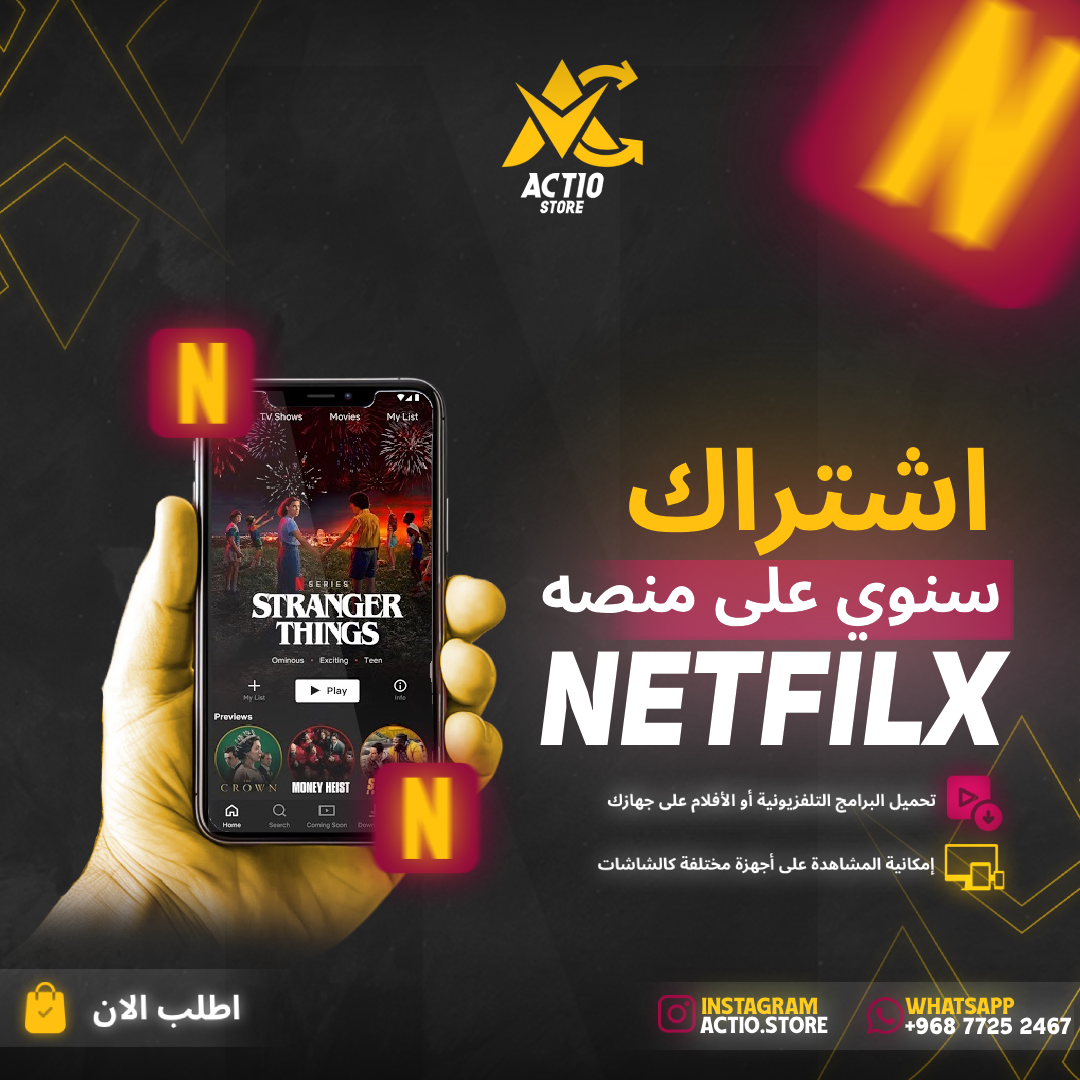 ACTIO
STORE
N
N
TV Shows
Movies
My List
N SERIES
STRANGER
THINGS
Ominous • Exciting • Teen
My List
Play
Info
Previews
THE CROWN
MONEY HEIST
Home
Search
Coming Soon
N
اشتراك
سنوي على منصه
NETFILX
تحميل البرامج التلفزيونية أو الأفلام على جهازك
إمكانية المشاهدة على أجهزة مختلفة كالشاشات
اطلب الان
INSTAGRAM
ACTIO.STORE
WHATSAPP
+968 7725 2467